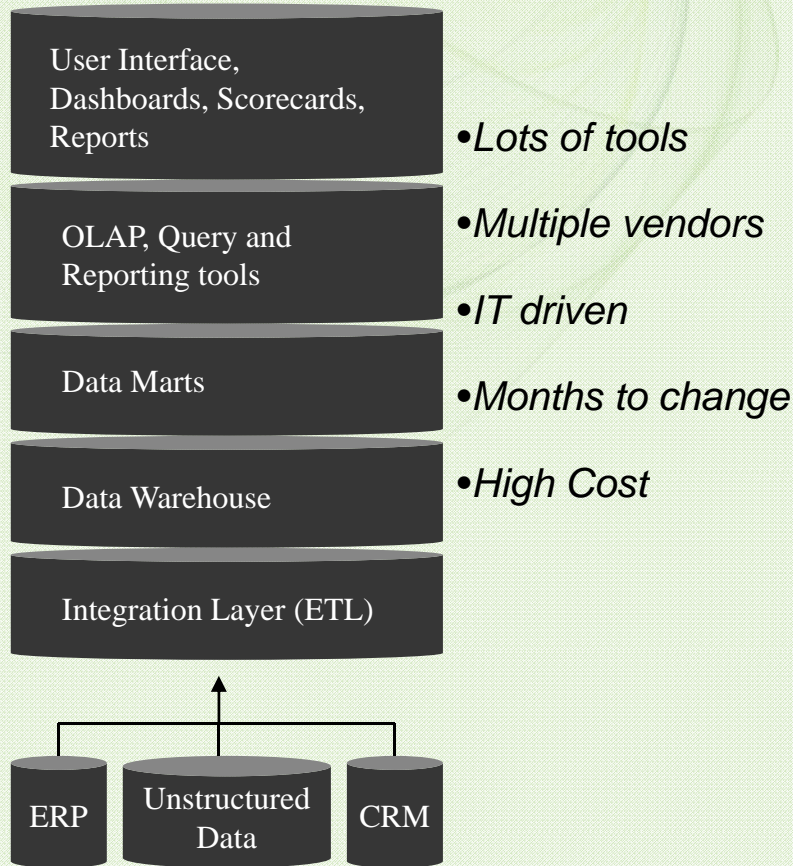 User Interface,
Dashboards, Scorecards,
Reports
OLAP, Query and
Reporting tools
Data Marts
Data Warehouse
Integration Layer (ETL)
ERP
Unstructured
Data
CRM
•Lots of tools
•Multiple vendors
•IT driven
•Months to change
•High Cost